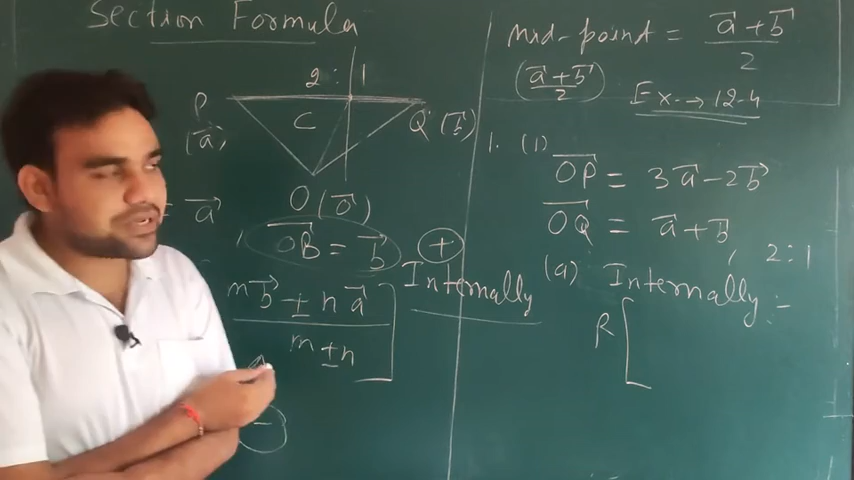 Section Formula
2 : 1
P
(a⃗)
C
Q (b⃗)
O (o⃗)
= a⃗
OB = b⃗
+
Internally
mb⃗ ± na⃗
m ± n
−
Mid-point = a⃗ + b⃗ / 2
(a⃗ + b⃗ / 2)
Ex → 12.4
1. (1)
OP = 3a⃗ − 2b⃗
OQ = a⃗ + b⃗, 2:1
(a) Internally :-
R [